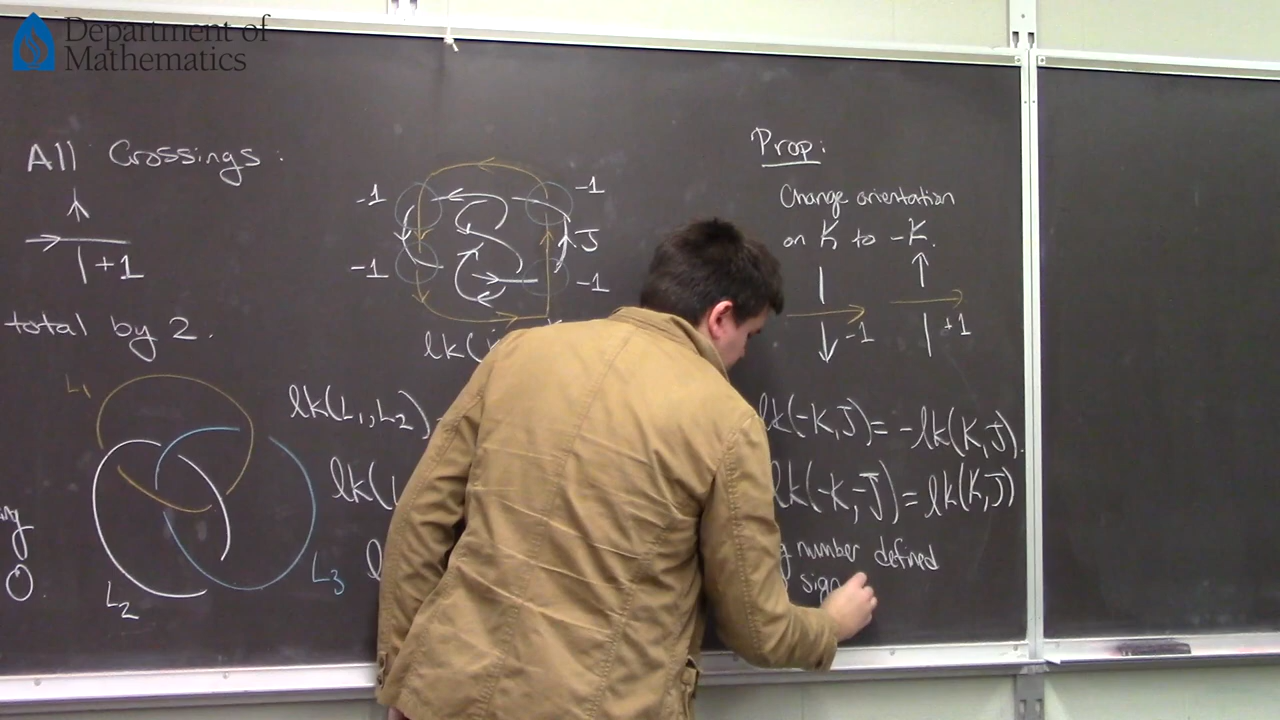 Department of
Mathematics
All Crossings:
+1
total by 2.
-1
-1
J
-1
-1
lk(
L₁
L₂
L₃
lk(L₁,L₂)
lk(
l
0
Prop:
Change orientation
on K to -K.
-1
+1
lk(-K,J) = -lk(K,J).
lk(-K,-J) = lk(K,J)
number defined
sign